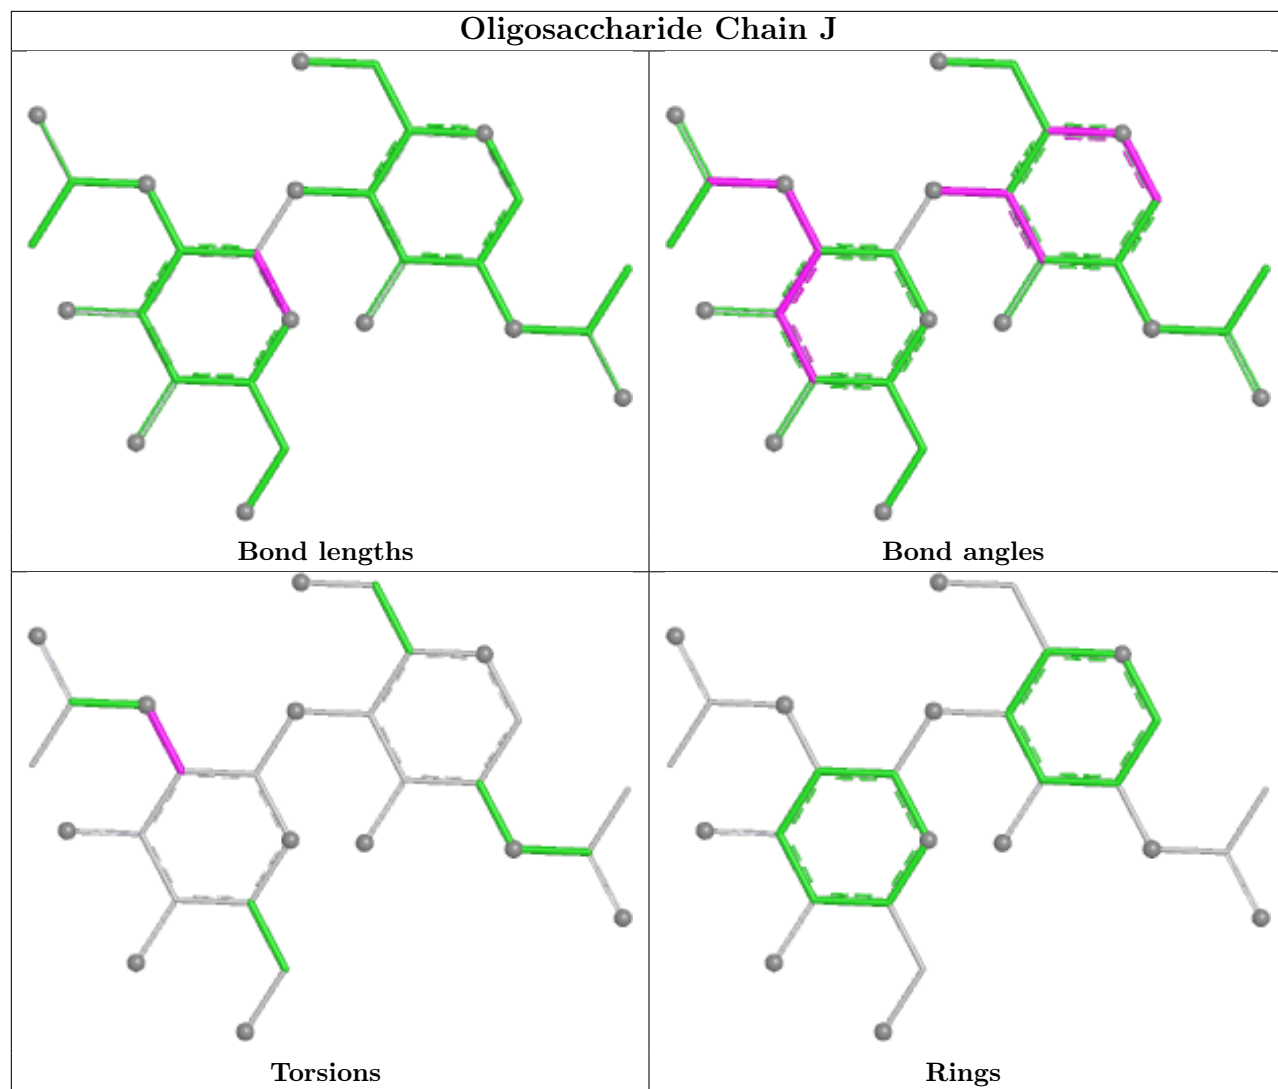 Oligosaccharide Chain J
Bond lengths
Bond angles
Torsions
Rings